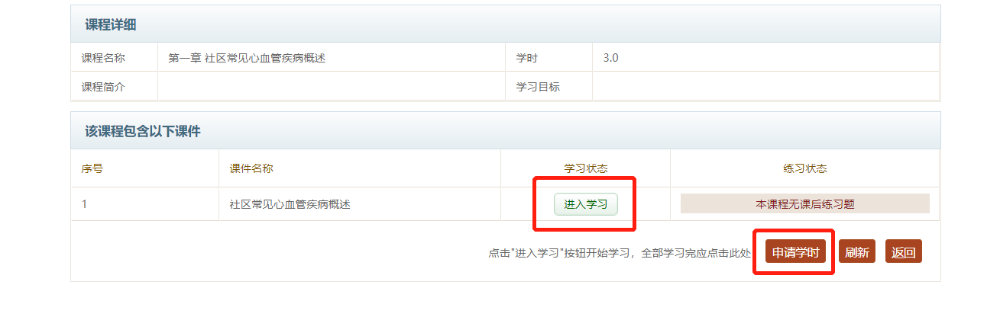 课程详细
课程名称 第一章 社区常见心血管疾病概述 学时 3.0
课程简介 学习目标
该课程包含以下课件
序号 课件名称 学习状态 练习状态
1 社区常见心血管疾病概述 进入学习 本课程无课后练习题
点击"进入学习"按钮开始学习，全部学习完应点击此处 申请学时 刷新 返回